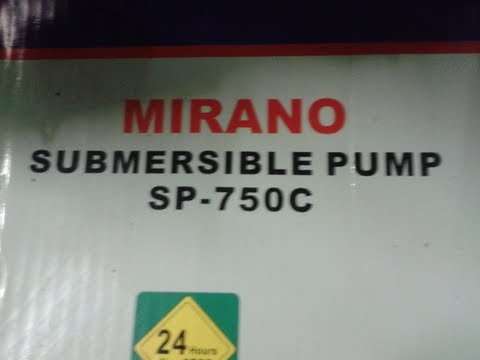 MIRANO
SUBMERSIBLE PUMP
SP-750C
24 Hours